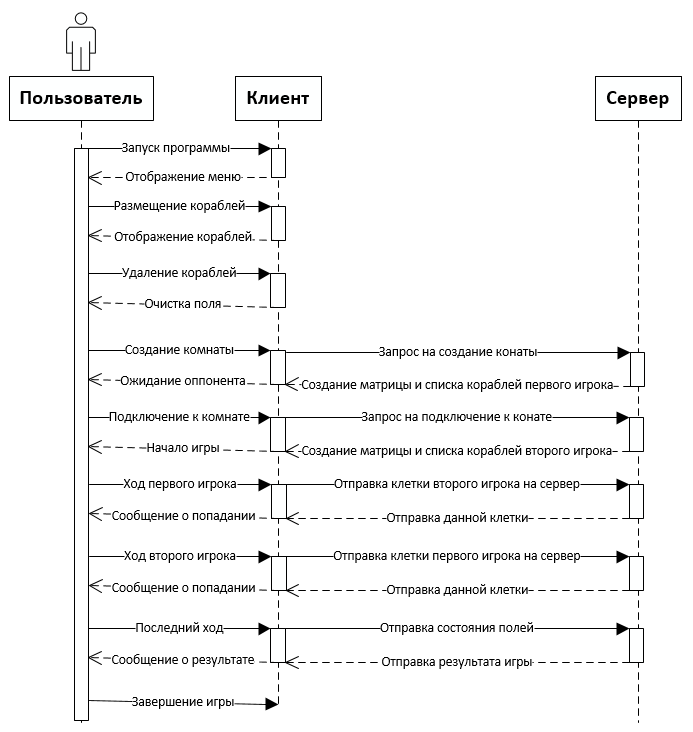 Пользователь
Клиент
Сервер
Запуск программы
Отображение меню
Размещение кораблей
Отображение кораблей
Удаление кораблей
Очистка поля
Создание комнаты
Запрос на создание конаты
Ожидание оппонента
Создание матрицы и списка кораблей первого игрока
Подключение к комнате
Запрос на подключение к конате
Начало игры
Создание матрицы и списка кораблей второго игрока
Ход первого игрока
Отправка клетки второго игрока на сервер
Сообщение о попадании
Отправка данной клетки
Ход второго игрока
Отправка клетки первого игрока на сервер
Сообщение о попадании
Отправка данной клетки
Последний ход
Отправка состояния полей
Сообщение о результате
Отправка результата игры
Завершение игры